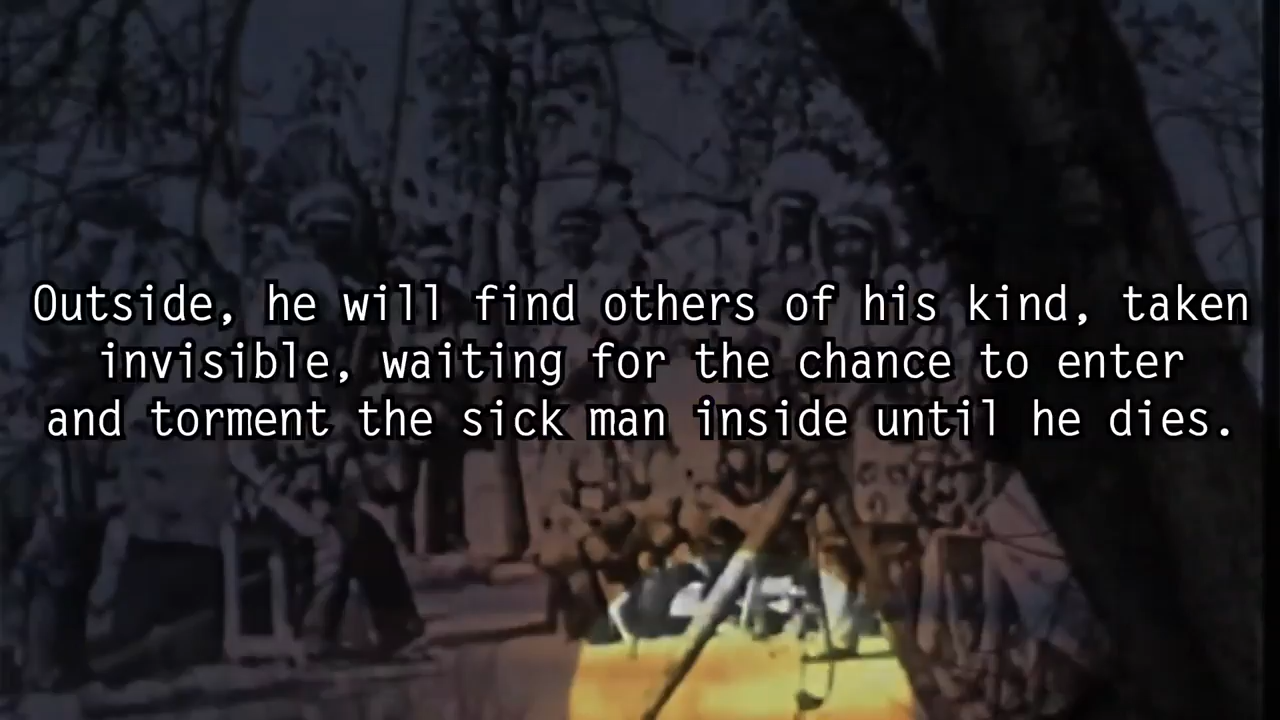 Outside, he will find others of his kind, taken
invisible, waiting for the chance to enter
and torment the sick man inside until he dies.